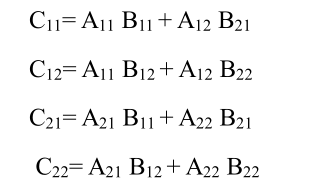 C₁₁= A₁₁ B₁₁ + A₁₂ B₂₁
C₁₂= A₁₁ B₁₂ + A₁₂ B₂₂
C₂₁= A₂₁ B₁₁ + A₂₂ B₂₁
C₂₂= A₂₁ B₁₂ + A₂₂ B₂₂